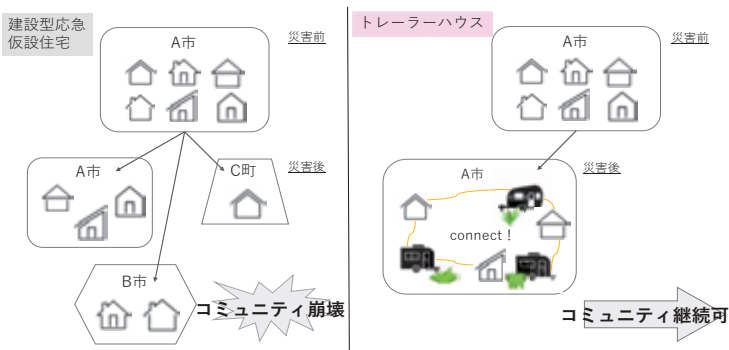 建設型応急
仮設住宅
A市
災害前
A市
C町
災害後
B市
コミュニティ崩壊
トレーラーハウス
A市
災害前
A市
災害後
connect！
コミュニティ継続可